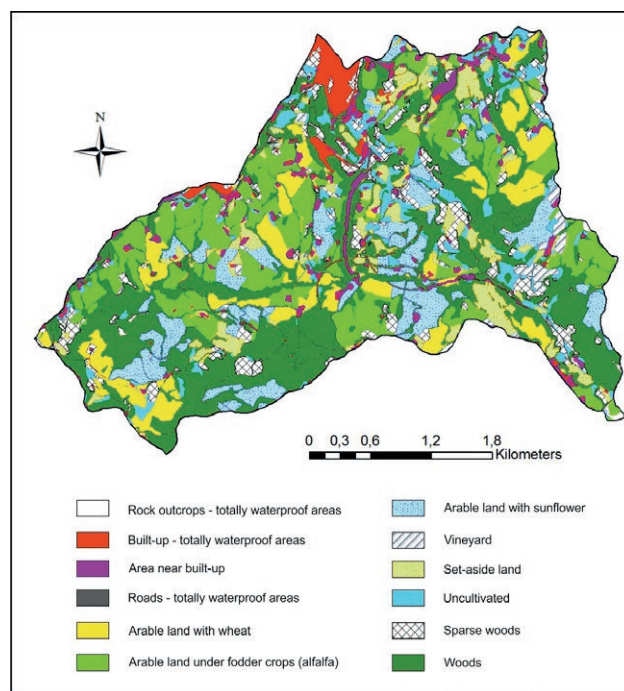 N
0 0,3 0,6 1,2 1,8
Kilometers
Rock outcrops - totally waterproof areas
Built-up - totally waterproof areas
Area near built-up
Roads - totally waterproof areas
Arable land with wheat
Arable land under fodder crops (alfalfa)
Arable land with sunflower
Vineyard
Set-aside land
Uncultivated
Sparse woods
Woods